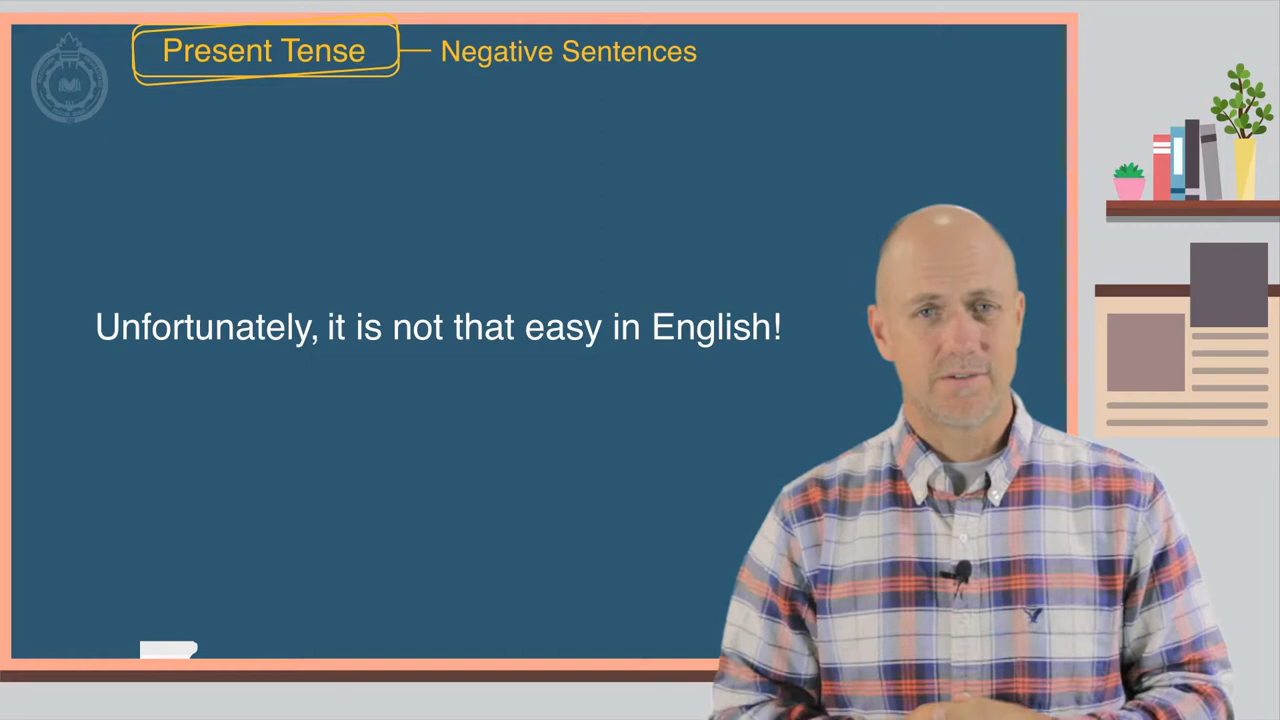 Present Tense
Negative Sentences
Unfortunately, it is not that easy in English!